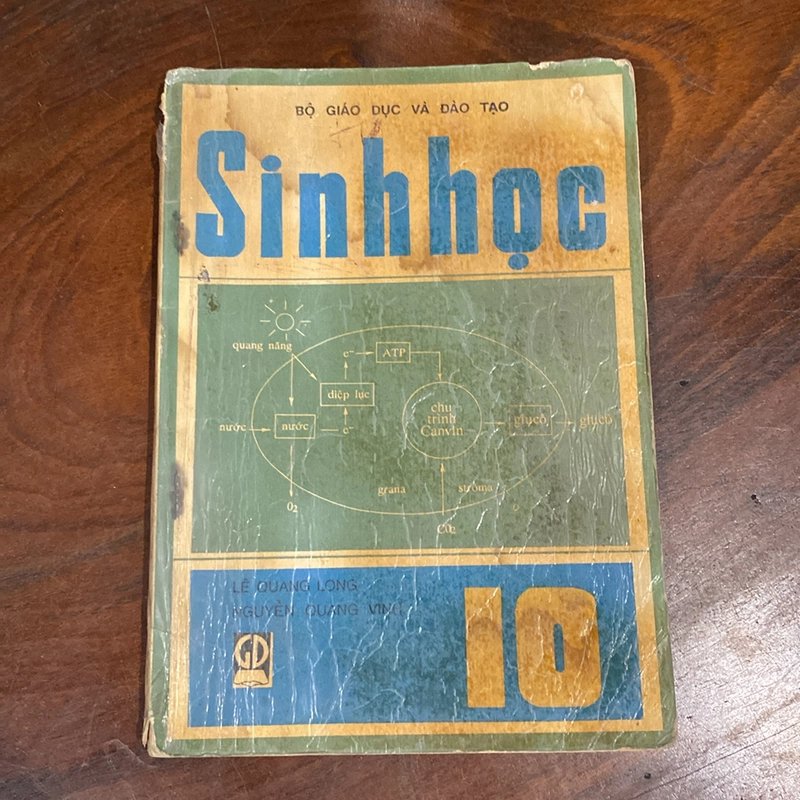 BỘ GIÁO DỤC VÀ ĐÀO TẠO
Sinh học
quang năng
e⁻
ATP
diệp lục
chu
trình
Canvin
nước
nước
e⁻
glucô
glucô
grana
strôma
O₂
CO₂
LÊ QUANG LONG
NGUYỄN QUANG VINH
GD
10